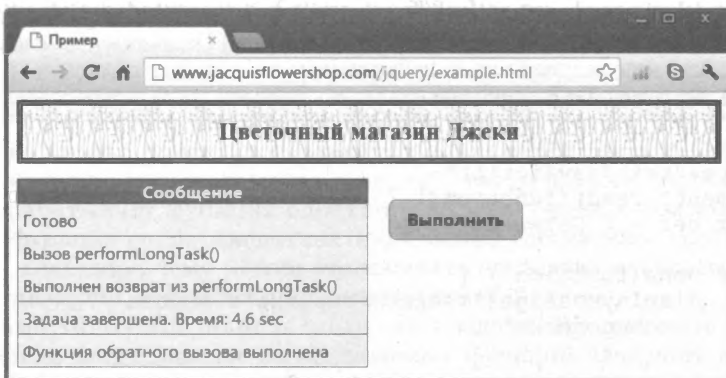 Пример
www.jacquisflowershop.com/jquery/example.html
Цветочный магазин Джеки
Сообщение
Готово
Вызов performLongTask()
Выполнен возврат из performLongTask()
Задача завершена. Время: 4.6 sec
Функция обратного вызова выполнена
Выполнить